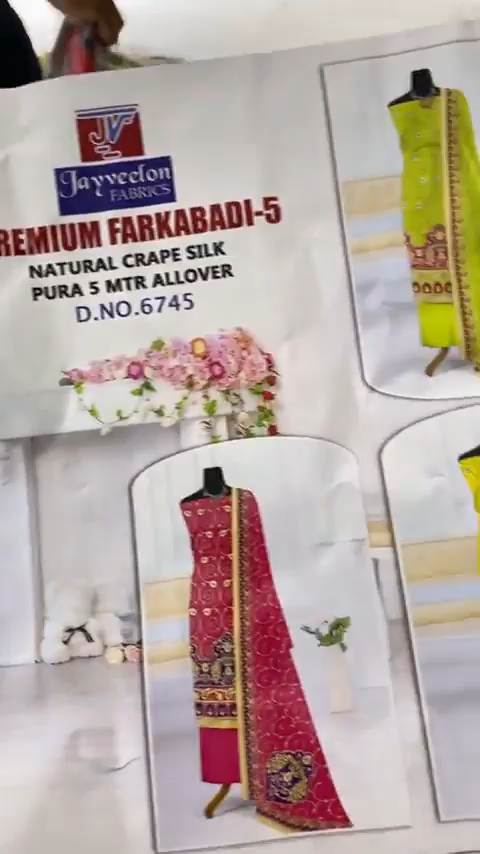 JV
Jayveelon
FABRICS
REMIUM FARKABADI-5
NATURAL CRAPE SILK
PURA 5 MTR ALLOVER
D.NO.6745